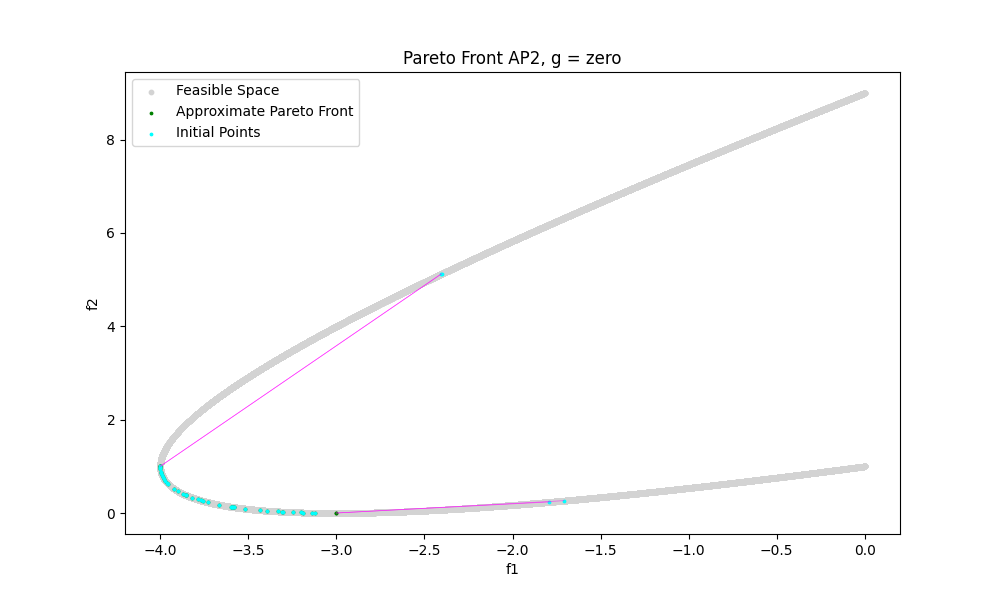 Pareto Front AP2, g = zero
Feasible Space
Approximate Pareto Front
Initial Points
f2
8
6
4
2
0
−4.0 −3.5 −3.0 −2.5 −2.0 −1.5 −1.0 −0.5 0.0
f1